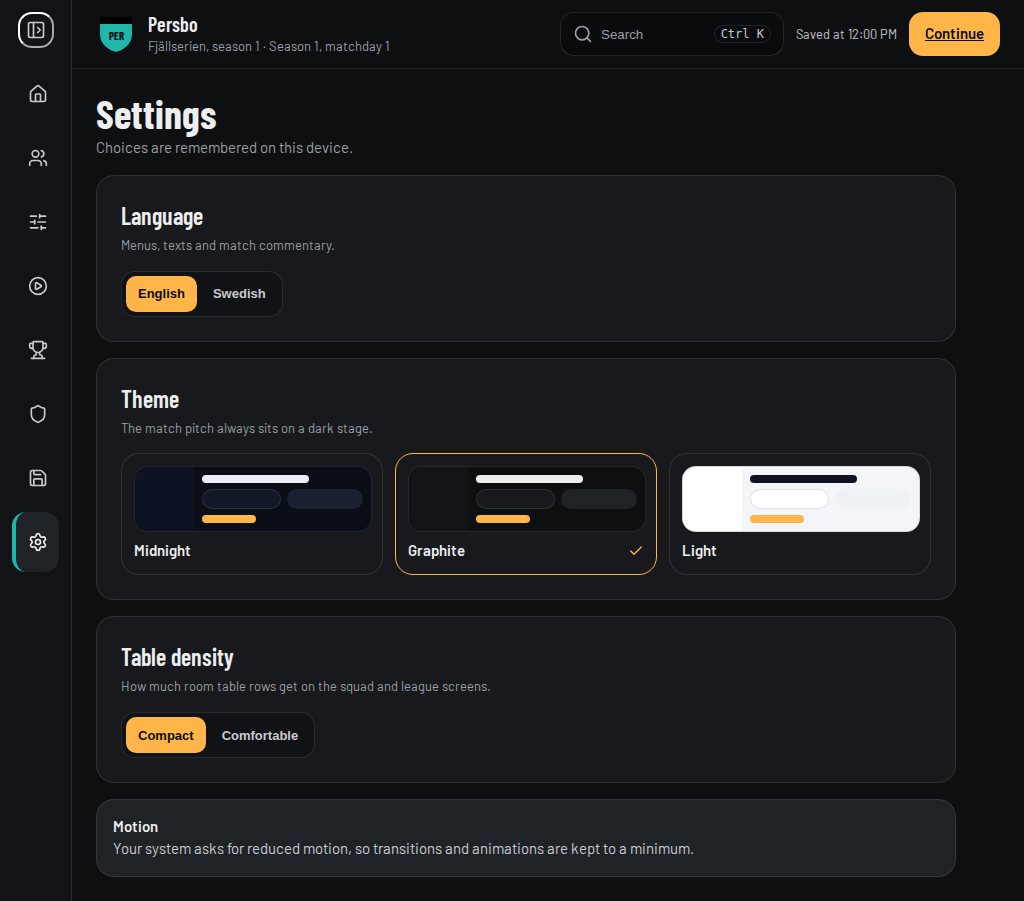 PER
Persbo
Fjällserien, season 1 · Season 1, matchday 1
Search
Ctrl K
Saved at 12:00 PM
Continue
Settings
Choices are remembered on this device.
Language
Menus, texts and match commentary.
English
Swedish
Theme
The match pitch always sits on a dark stage.
Midnight
Graphite
Light
Table density
How much room table rows get on the squad and league screens.
Compact
Comfortable
Motion
Your system asks for reduced motion, so transitions and animations are kept to a minimum.